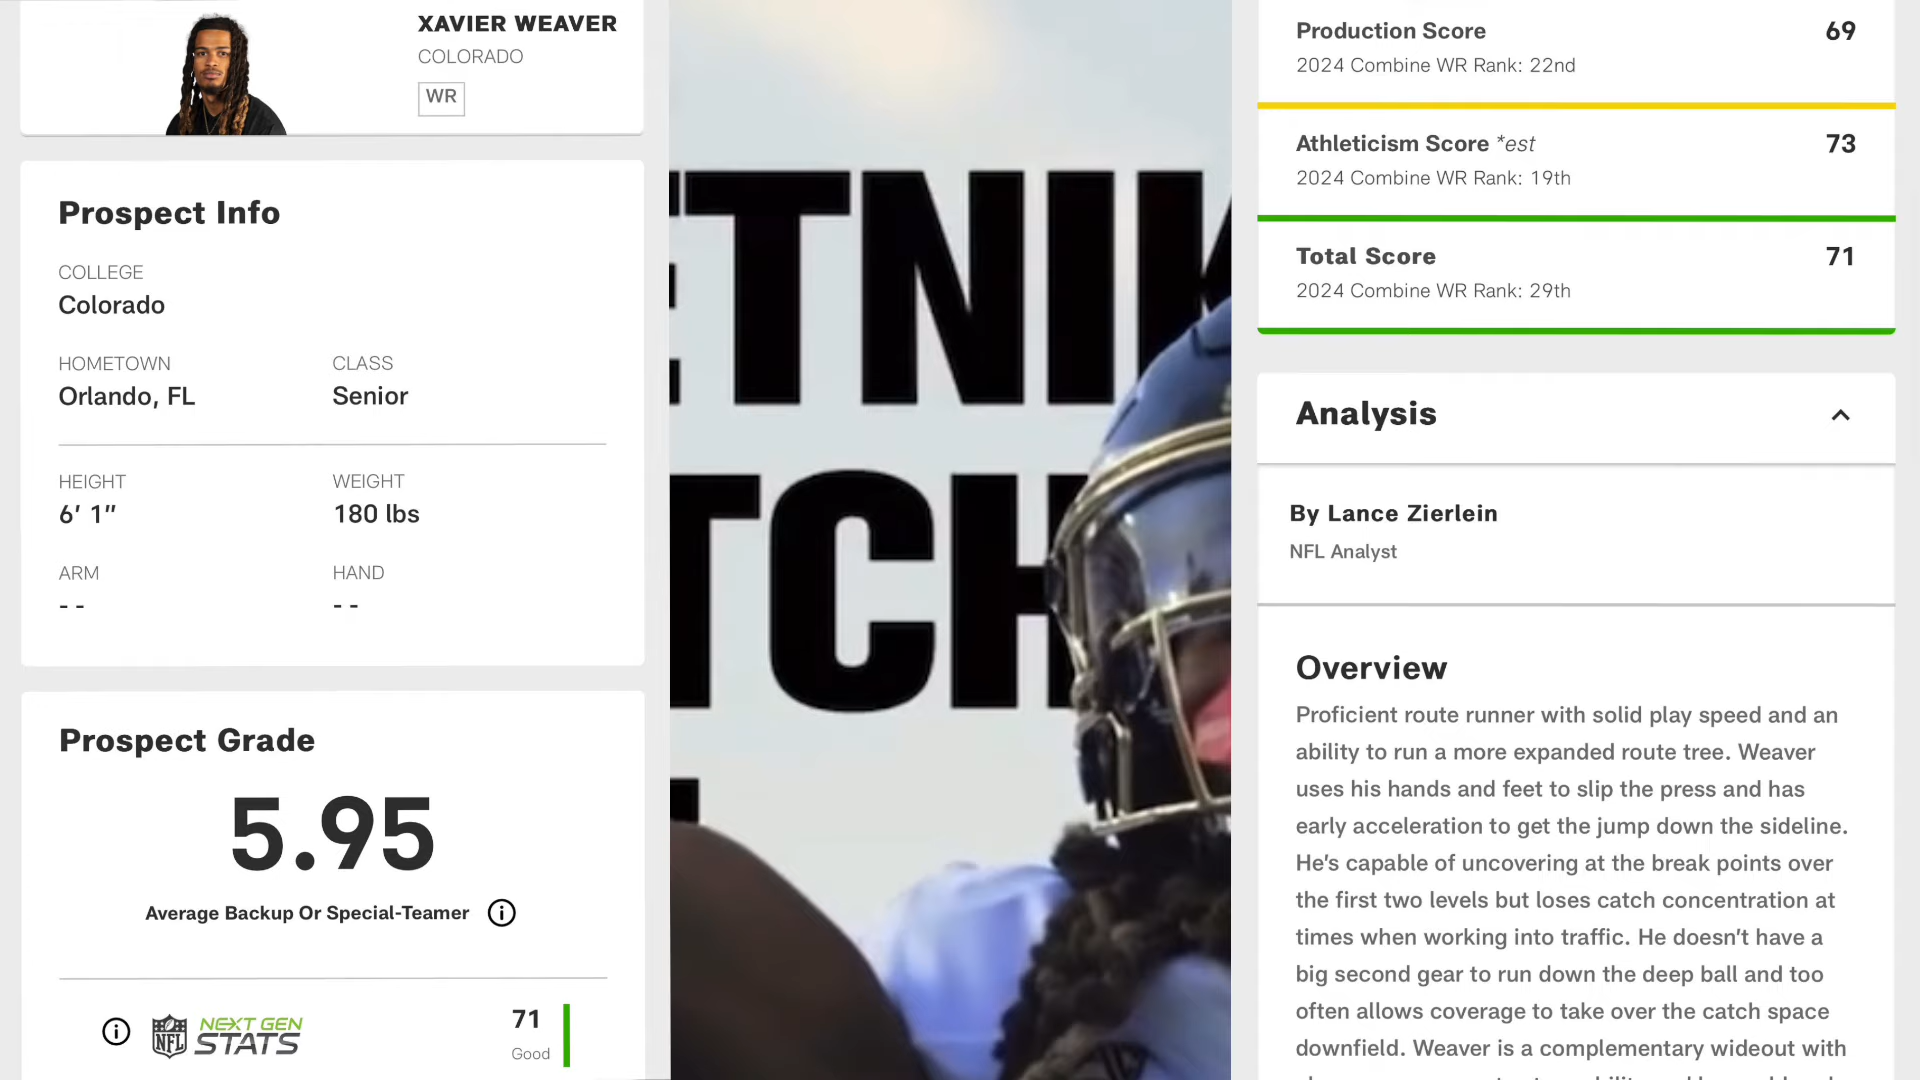 XAVIER WEAVER
COLORADO
WR
Prospect Info
COLLEGE
Colorado
HOMETOWN
CLASS
Orlando, FL
Senior
HEIGHT
WEIGHT
6' 1"
180 lbs
ARM
HAND
- -
- -
Prospect Grade
5.95
Average Backup Or Special-Teamer
NFL
NEXT GEN
STATS
71
Good
ETNIK
TCH
Production Score
69
2024 Combine WR Rank: 22nd
Athleticism Score *est
73
2024 Combine WR Rank: 19th
Total Score
71
2024 Combine WR Rank: 29th
Analysis
By Lance Zierlein
NFL Analyst
Overview
Proficient route runner with solid play speed and an
ability to run a more expanded route tree. Weaver
uses his hands and feet to slip the press and has
early acceleration to get the jump down the sideline.
He's capable of uncovering at the break points over
the first two levels but loses catch concentration at
times when working into traffic. He doesn't have a
big second gear to run down the deep ball and too
often allows coverage to take over the catch space
downfield. Weaver is a complementary wideout with